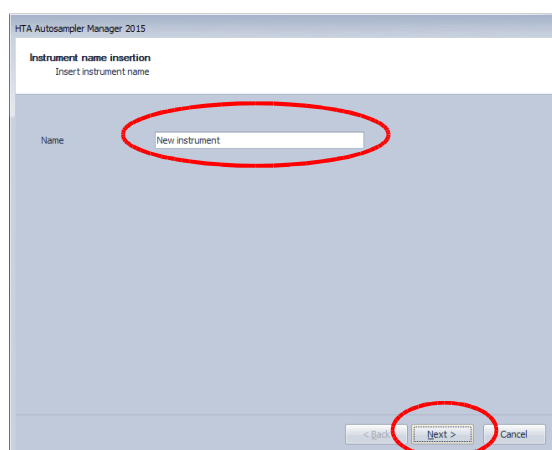 HTA Autosampler Manager 2015
Instrument name insertion
Insert instrument name
Name New instrument
< Back Next > Cancel